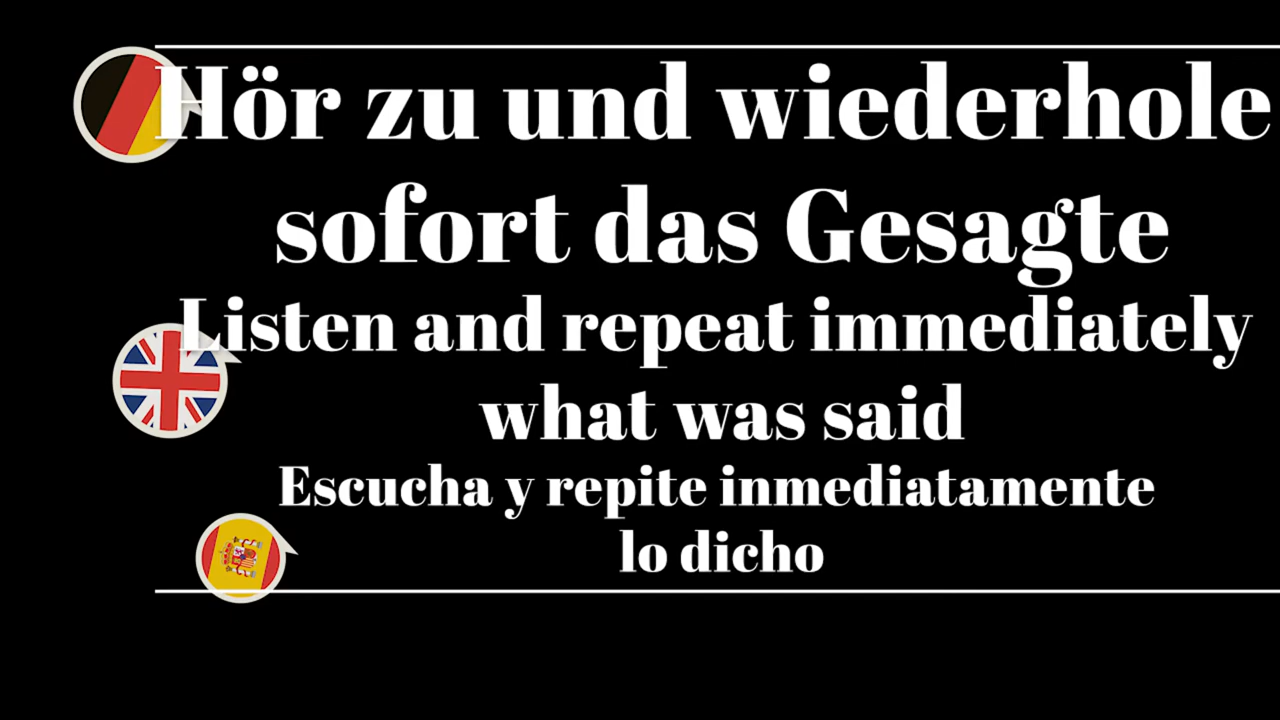 Hör zu und wiederhole
sofort das Gesagte
Listen and repeat immediately
what was said
Escucha y repite inmediatamente
lo dicho